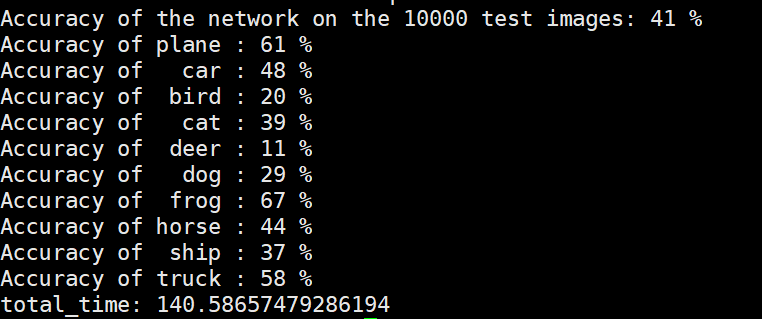 Accuracy of the network on the 10000 test images: 41 %
Accuracy of plane : 61 %
Accuracy of   car : 48 %
Accuracy of  bird : 20 %
Accuracy of   cat : 39 %
Accuracy of  deer : 11 %
Accuracy of   dog : 29 %
Accuracy of  frog : 67 %
Accuracy of horse : 44 %
Accuracy of  ship : 37 %
Accuracy of truck : 58 %
total_time: 140.58657479286194